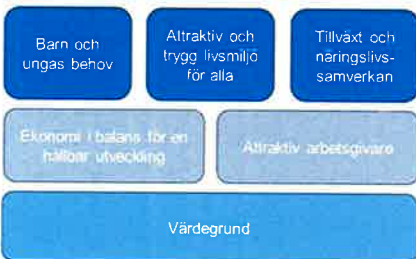 Barn och
ungas behov
Attraktiv och
trygg livsmiljö
för alla
Tillväxt och
näringslivs-
samverkan
Ekonomi i balans för en
hållbar utveckling
Attraktiv arbetsgivare
Värdegrund